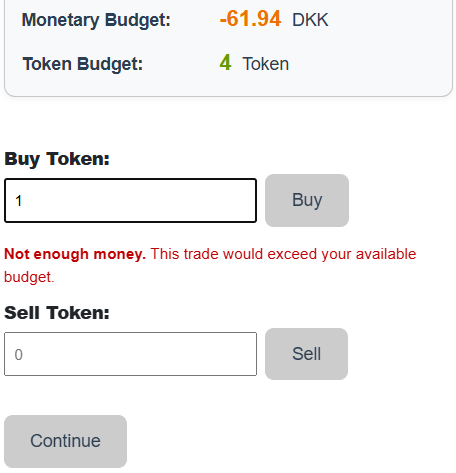 Monetary Budget: -61.94 DKK
Token Budget: 4 Token
Buy Token:
1 Buy
Not enough money. This trade would exceed your available
budget.
Sell Token:
0 Sell
Continue